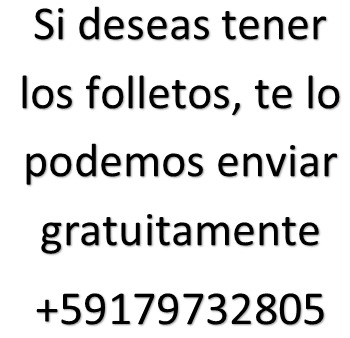 Si deseas tener
los folletos, te lo
podemos enviar
gratuitamente
+59179732805